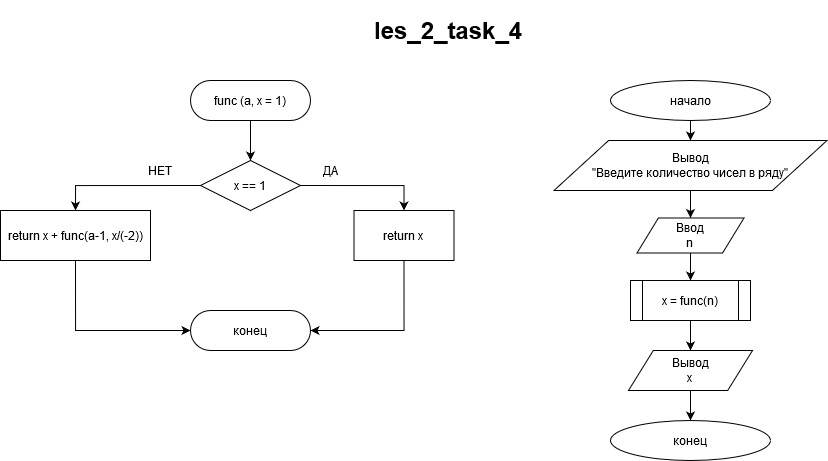 les_2_task_4
func (a, x = 1)
x == 1
НЕТ
ДА
return x + func(a-1, x/(-2))
return x
конец
начало
Вывод
"Введите количество чисел в ряду"
Ввод
n
x = func(n)
Вывод
x
конец